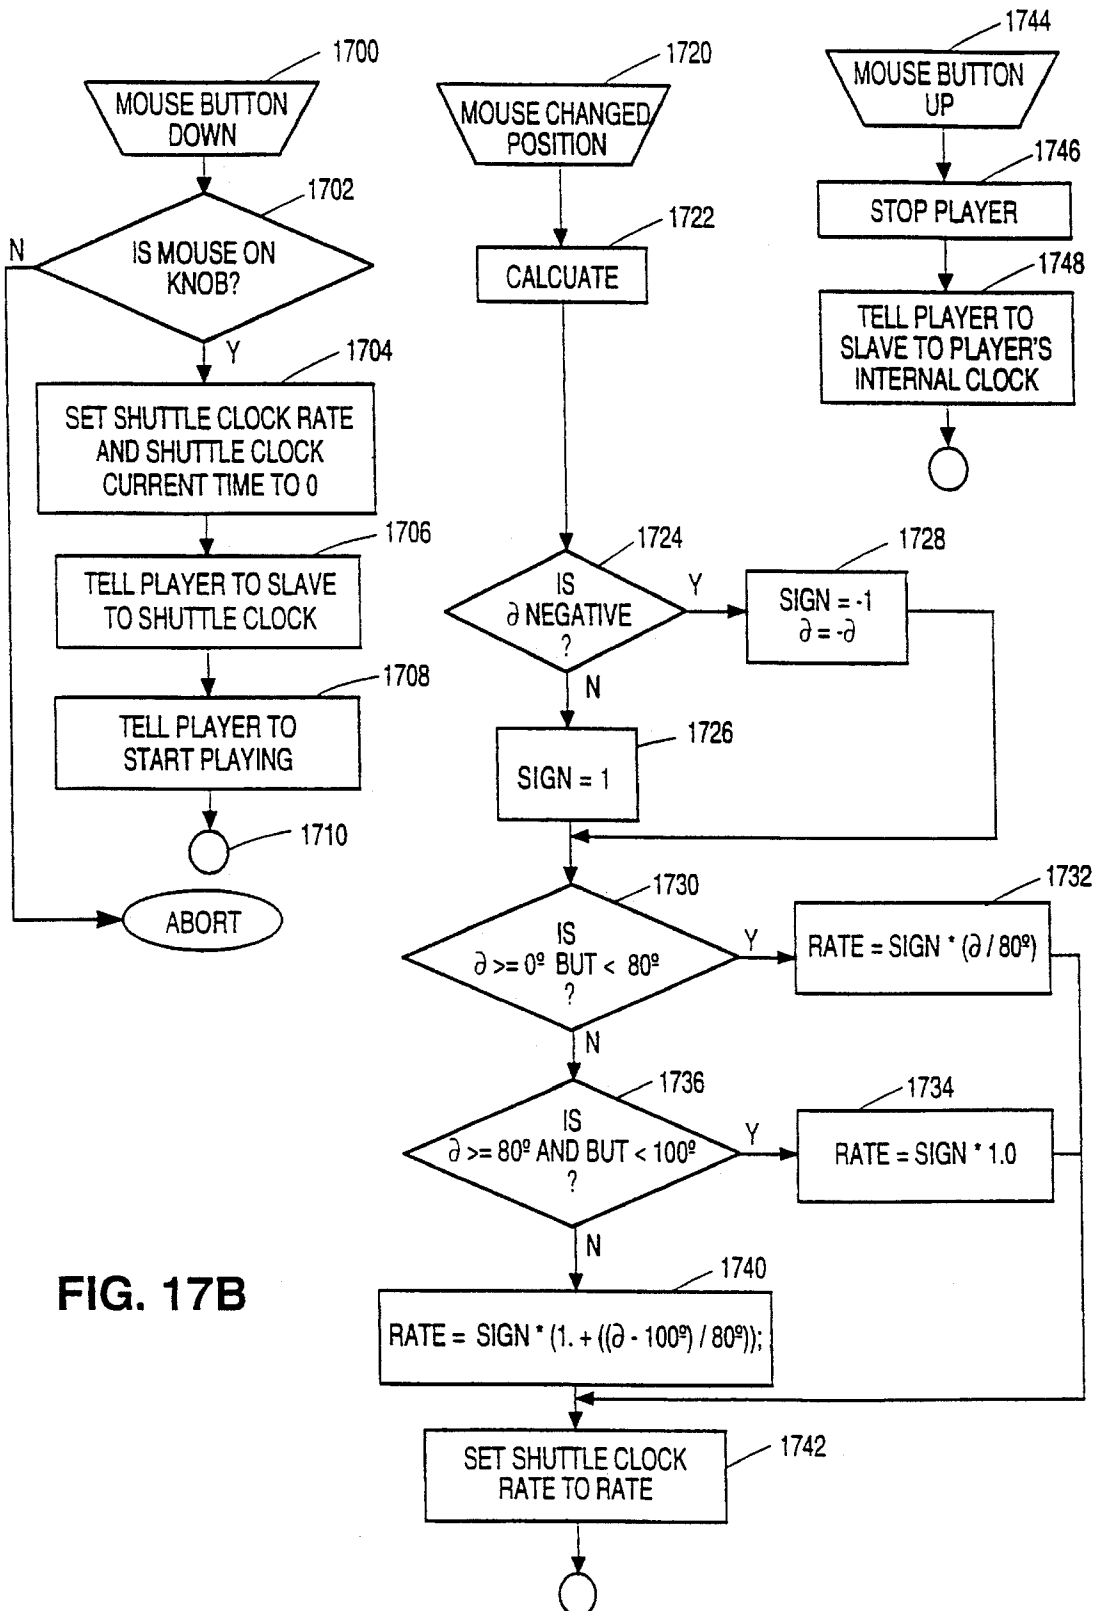 1700
MOUSE BUTTON
DOWN
1702
IS MOUSE ON
KNOB?
N
Y
1704
SET SHUTTLE CLOCK RATE
AND SHUTTLE CLOCK
CURRENT TIME TO 0
1706
TELL PLAYER TO SLAVE
TO SHUTTLE CLOCK
1708
TELL PLAYER TO
START PLAYING
1710
ABORT
1720
MOUSE CHANGED
POSITION
1722
CALCUATE
1724
IS
∂ NEGATIVE
?
Y
N
1728
SIGN = -1
∂ = -∂
1726
SIGN = 1
1730
IS
∂ >= 0º BUT < 80º
?
Y
N
1732
RATE = SIGN * (∂ / 80º)
1736
IS
∂ >= 80º AND BUT < 100º
?
Y
N
1734
RATE = SIGN * 1.0
1740
RATE = SIGN * (1. + ((∂ - 100º) / 80º));
1742
SET SHUTTLE CLOCK
RATE TO RATE
1744
MOUSE BUTTON
UP
1746
STOP PLAYER
1748
TELL PLAYER TO
SLAVE TO PLAYER'S
INTERNAL CLOCK
FIG. 17B